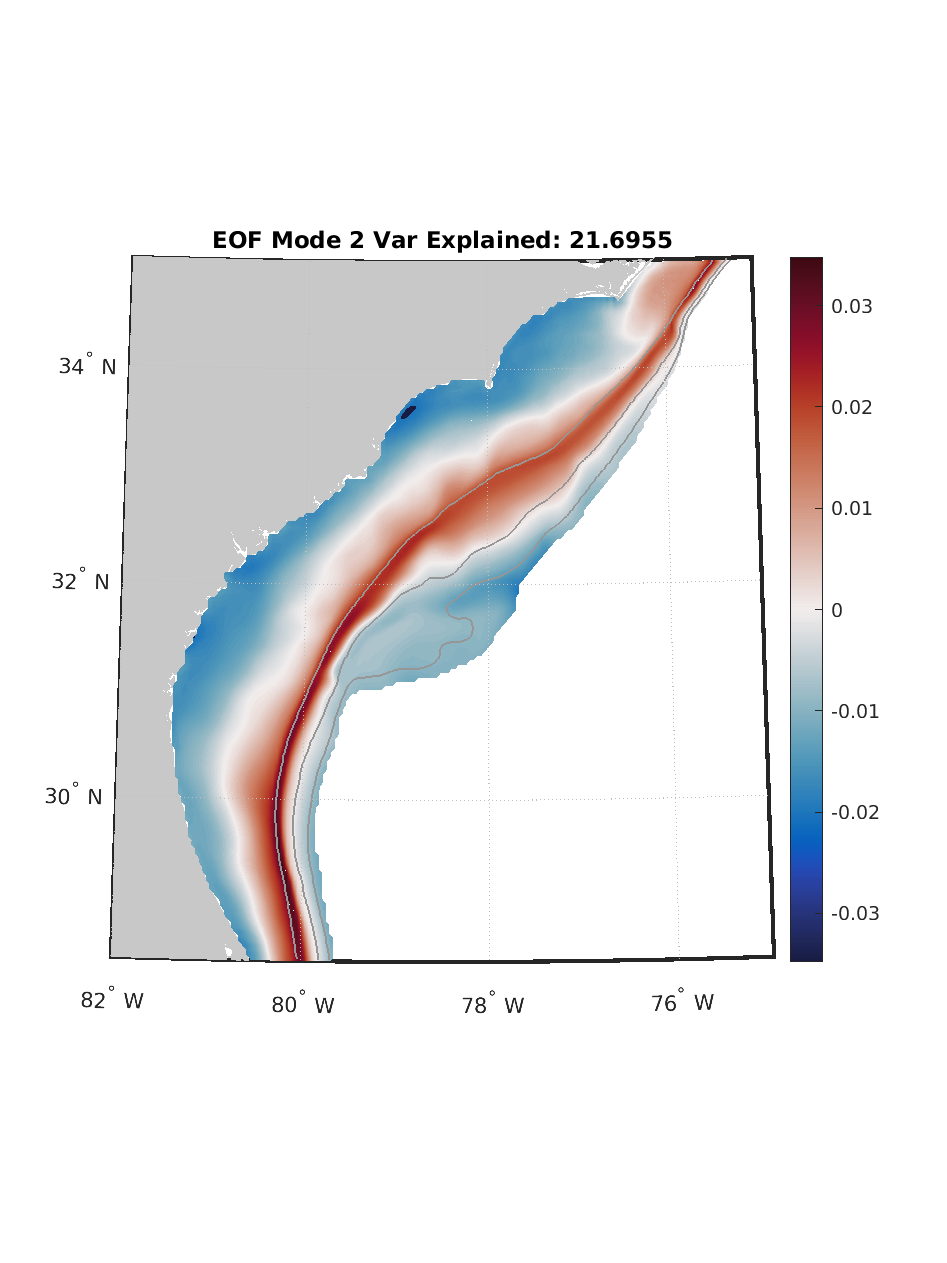 EOF Mode 2 Var Explained: 21.6955
34° N
32° N
30° N
82° W
80° W
78° W
76° W
0.03
0.02
0.01
0
-0.01
-0.02
-0.03